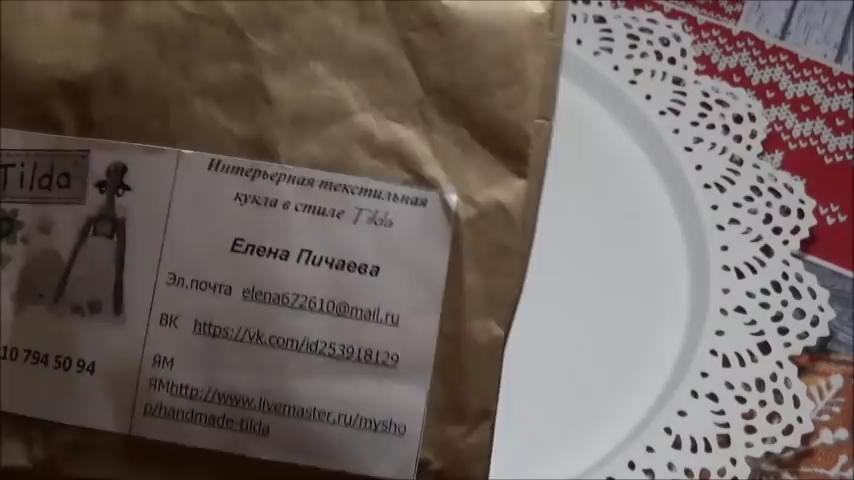 Tilda
10 794 50 94
Интерьерная текстильная
кукла в стиле Tilda
Елена Пичаева
Эл.почта elena672610@mail.ru
ВК https://vk.com/id253918129
ЯМ
ЯМhttp://www.livemaster.ru/mysho
p/handmade-tilda